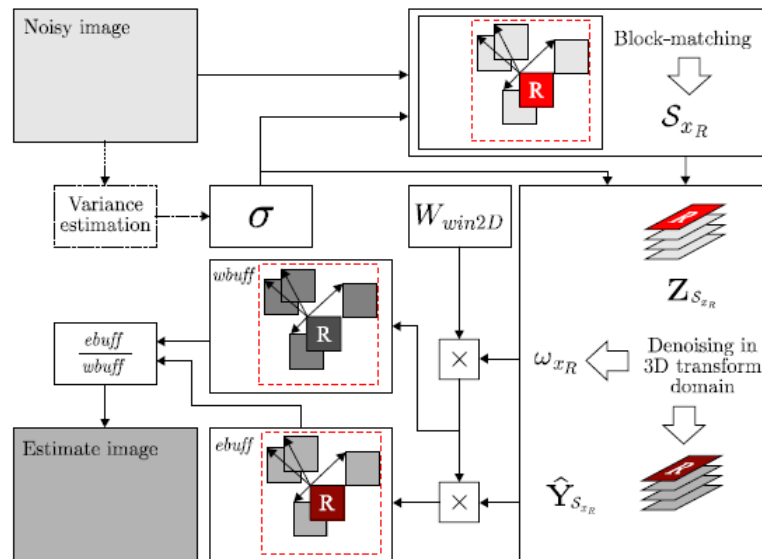 Noisy image
R
Block-matching
𝒮_{x_R}
Variance
estimation
σ
W_{win2D}
R
Z_{𝒮_{x_R}}
wbuff
R
ebuff
wbuff
×
ω_{x_R}
Denoising in
3D transform
domain
Estimate image
ebuff
R
×
Ŷ_{𝒮_{x_R}}
R